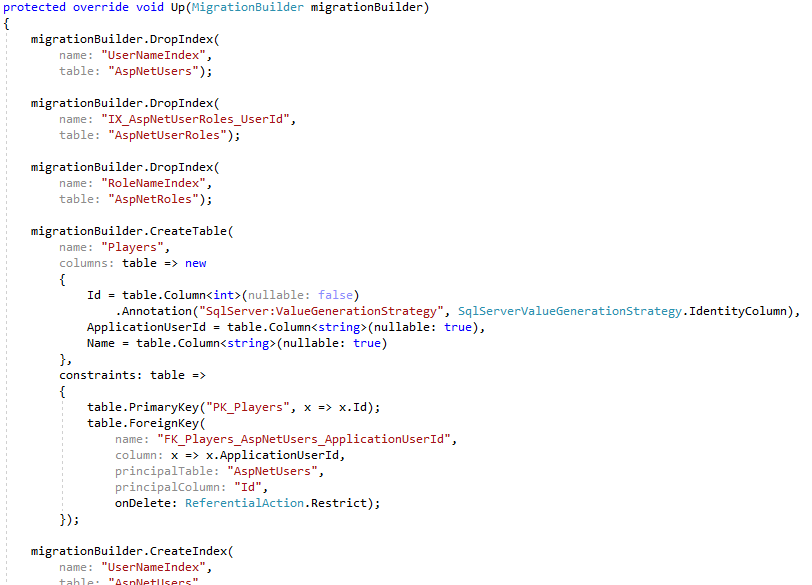 protected override void Up(MigrationBuilder migrationBuilder)
{
    migrationBuilder.DropIndex(
        name: "UserNameIndex",
        table: "AspNetUsers");

    migrationBuilder.DropIndex(
        name: "IX_AspNetUserRoles_UserId",
        table: "AspNetUserRoles");

    migrationBuilder.DropIndex(
        name: "RoleNameIndex",
        table: "AspNetRoles");

    migrationBuilder.CreateTable(
        name: "Players",
        columns: table => new
        {
            Id = table.Column<int>(nullable: false)
                .Annotation("SqlServer:ValueGenerationStrategy", SqlServerValueGenerationStrategy.IdentityColumn),
            ApplicationUserId = table.Column<string>(nullable: true),
            Name = table.Column<string>(nullable: true)
        },
        constraints: table =>
        {
            table.PrimaryKey("PK_Players", x => x.Id);
            table.ForeignKey(
                name: "FK_Players_AspNetUsers_ApplicationUserId",
                column: x => x.ApplicationUserId,
                principalTable: "AspNetUsers",
                principalColumn: "Id",
                onDelete: ReferentialAction.Restrict);
        });

    migrationBuilder.CreateIndex(
        name: "UserNameIndex",
        table: "AspNetUsers"